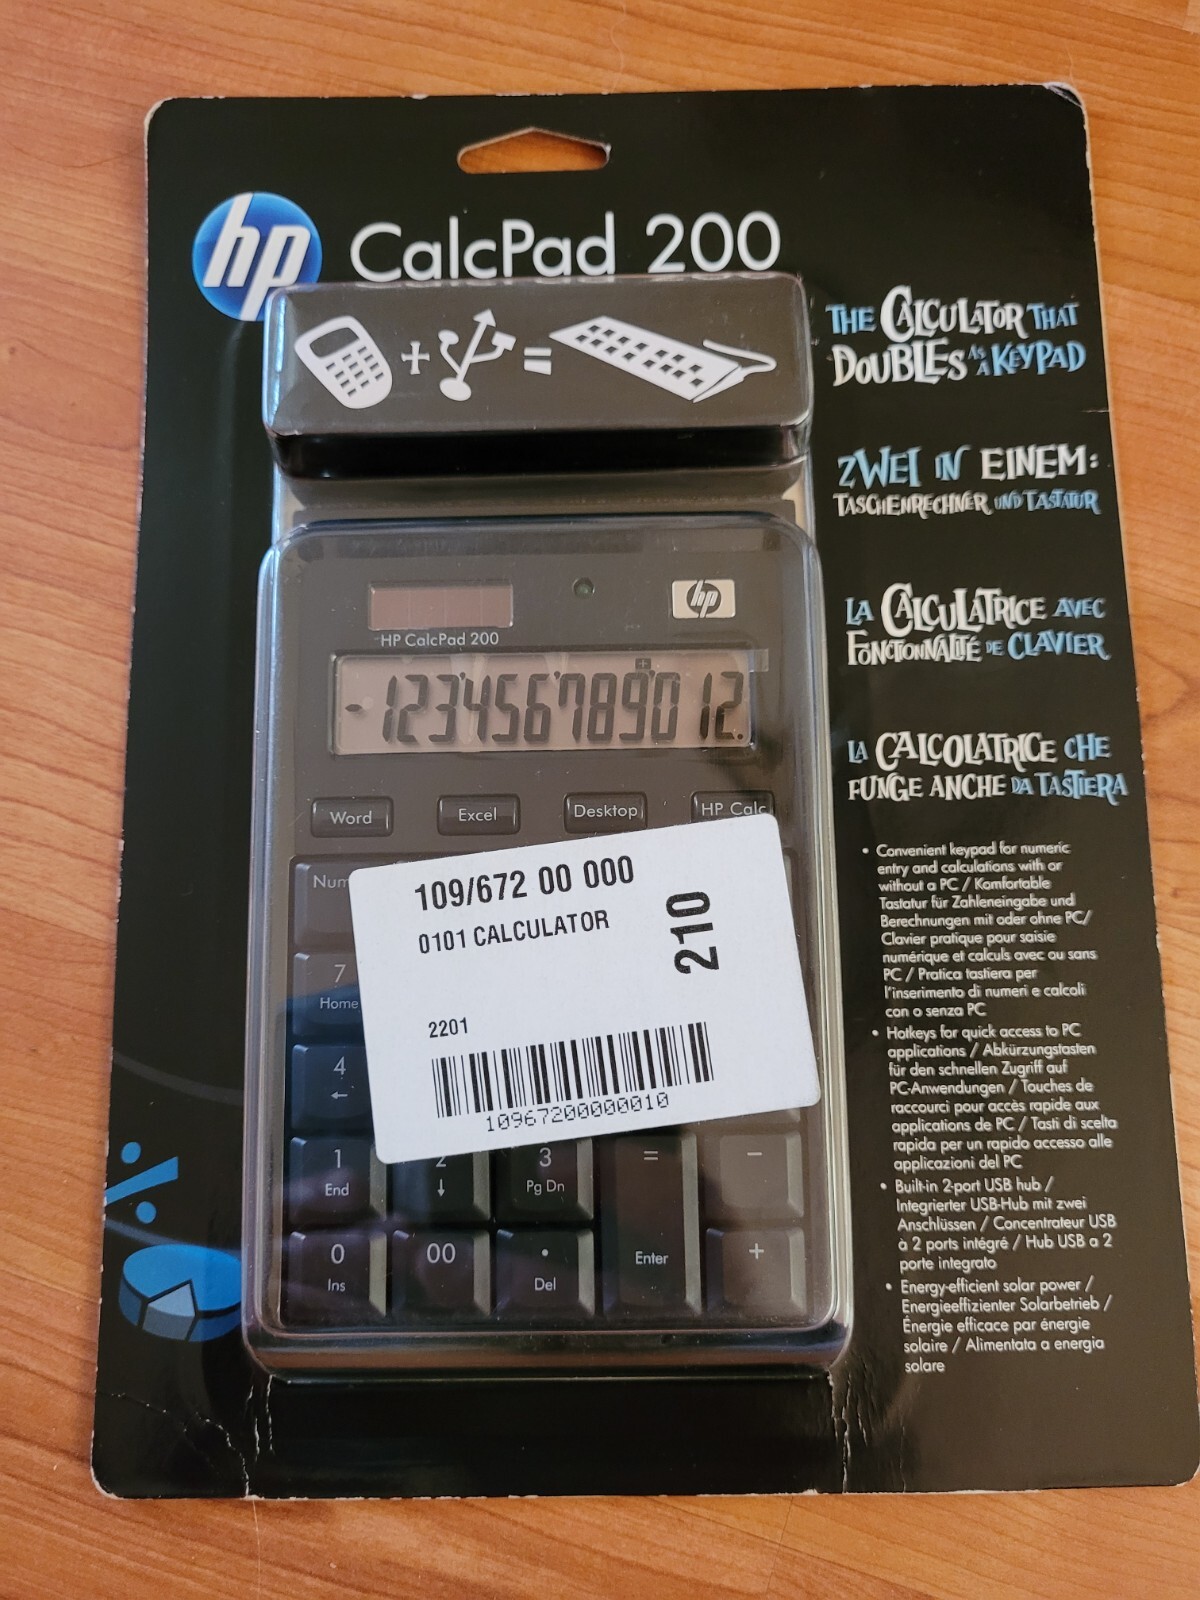 hp CalcPad 200
THE CALCULATOR THAT
DOUBLES AS A KEYPAD
ZWEI IN EINEM:
TASCHENRECHNER UND TASTATUR
LA CALCULATRICE AVEC
FONCTIONNALITÉ DE CLAVIER
LA CALCOLATRICE CHE
FUNGE ANCHE DA TASTIERA
• Convenient keypad for numeric
entry and calculations with or
without a PC / Komfortable
Tastatur für Zahleneingabe und
Berechnungen mit oder ohne PC/
Clavier pratique pour saisie
numérique et calculs avec ou sans
PC / Pratica tastiera per
l'inserimento di numeri e calcoli
con o senza PC
• Hotkeys for quick access to PC
applications / Abkürzungstasten
für den schnellen Zugriff auf
PC-Anwendungen / Touches de
raccourci pour accès rapide aux
applications de PC / Tasti di scelta
rapida per un rapido accesso alle
applicazioni del PC
• Built-in 2-port USB hub /
Integrierter USB-Hub mit zwei
Anschlüssen / Concentrateur USB
à 2 ports intégré / Hub USB a 2
porte integrato
• Energy-efficient solar power /
Energieeffizienter Solarbetrieb /
Énergie efficace par énergie
solaire / Alimentata a energia
solare
hp
HP CalcPad 200
-123'456'789'012.
Word Excel Desktop HP Calc
Num
109/672 00 000
0101 CALCULATOR
210
2201
10967200000010
7
Home
4
←
1 2 3 = -
End ↓ Pg Dn
0 00 . Enter +
Ins Del